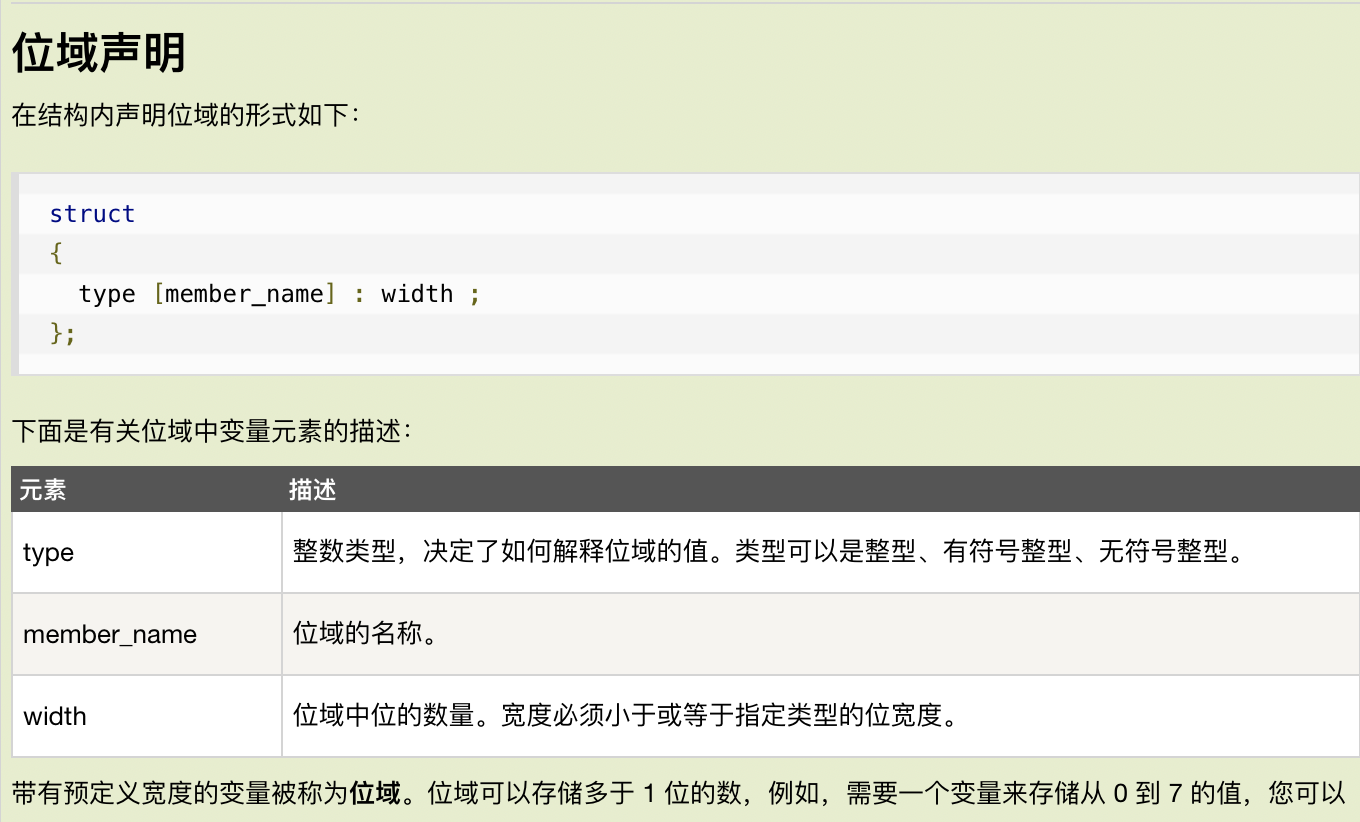 位域声明
在结构内声明位域的形式如下：
struct
{
  type [member_name] : width ;
};
下面是有关位域中变量元素的描述：
元素 描述
type 整数类型，决定了如何解释位域的值。类型可以是整型、有符号整型、无符号整型。
member_name 位域的名称。
width 位域中位的数量。宽度必须小于或等于指定类型的位宽度。
带有预定义宽度的变量被称为位域。位域可以存储多于 1 位的数，例如，需要一个变量来存储从 0 到 7 的值，您可以